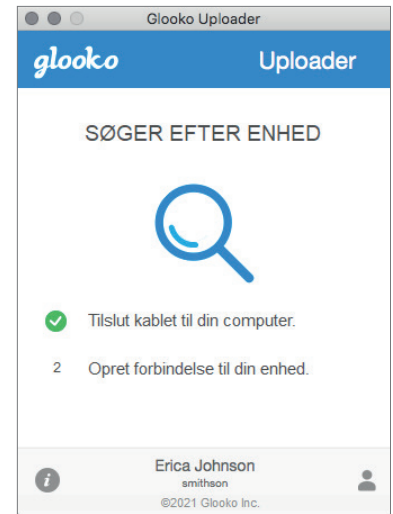 Glooko Uploader
glooko Uploader
SØGER EFTER ENHED
Tilslut kablet til din computer.
2 Opret forbindelse til din enhed.
i
Erica Johnson
smithson
©2021 Glooko Inc.